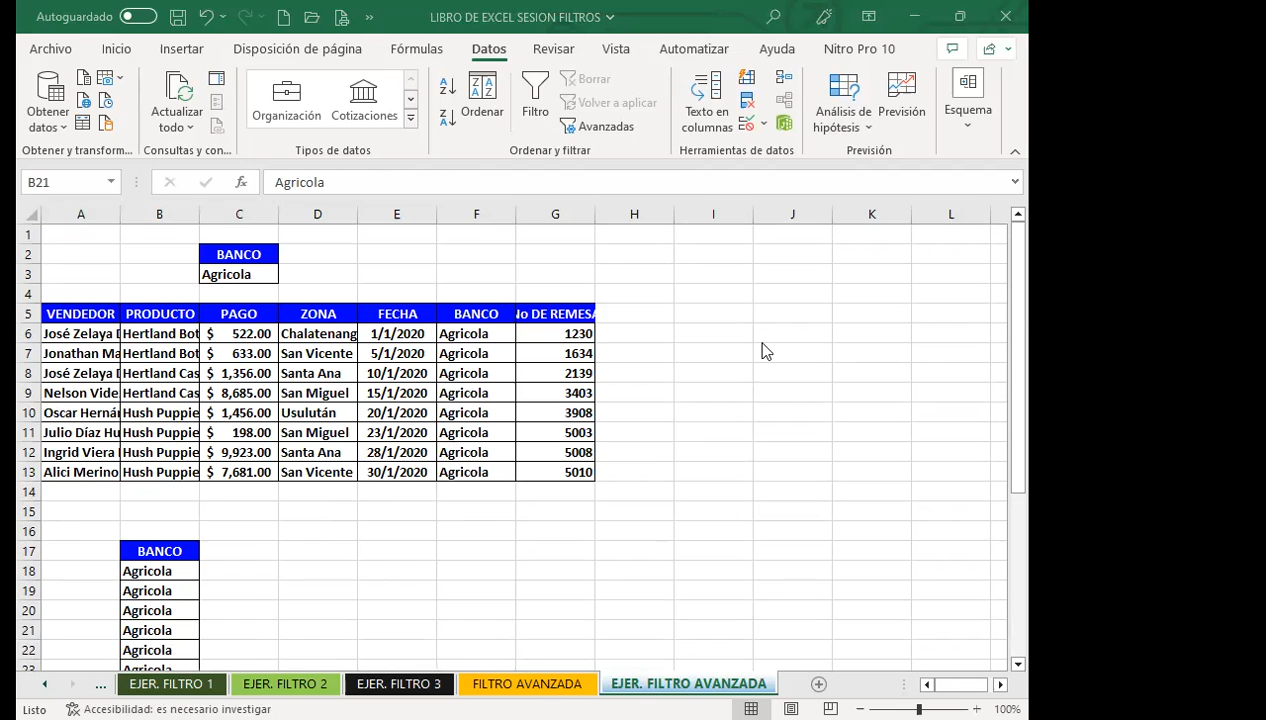 Autoguardado
LIBRO DE EXCEL SESION FILTROS
Archivo Inicio Insertar Disposición de página Fórmulas Datos Revisar Vista Automatizar Ayuda Nitro Pro 10
Obtener datos
Actualizar todo
Organización Cotizaciones
Ordenar
Filtro
Borrar
Volver a aplicar
Avanzadas
Texto en columnas
Análisis de hipótesis
Previsión
Esquema
Obtener y transform... Consultas y con... Tipos de datos Ordenar y filtrar Herramientas de datos Previsión
B21 fx Agricola
A B C D E F G H I J K L
1
2 BANCO
3 Agricola
4
5 VENDEDOR PRODUCTO PAGO ZONA FECHA BANCO No DE REMESA
6 José Zelaya D Hertland Bot $ 522.00 Chalatenang 1/1/2020 Agricola 1230
7 Jonathan Ma Hertland Bot $ 633.00 San Vicente 5/1/2020 Agricola 1634
8 José Zelaya D Hertland Cas $ 1,356.00 Santa Ana 10/1/2020 Agricola 2139
9 Nelson Vide Hertland Cas $ 8,685.00 San Miguel 15/1/2020 Agricola 3403
10 Oscar Hernán Hush Puppie $ 1,456.00 Usulután 20/1/2020 Agricola 3908
11 Julio Díaz Hu Hush Puppie $ 198.00 San Miguel 23/1/2020 Agricola 5003
12 Ingrid Viera Hush Puppie $ 9,923.00 Santa Ana 28/1/2020 Agricola 5008
13 Alici Merino Hush Puppie $ 7,681.00 San Vicente 30/1/2020 Agricola 5010
14
15
16
17 BANCO
18 Agricola
19 Agricola
20 Agricola
21 Agricola
22 Agricola
23 Agricola
... EJER. FILTRO 1 EJER. FILTRO 2 EJER. FILTRO 3 FILTRO AVANZADA EJER. FILTRO AVANZADA
Listo Accesibilidad: es necesario investigar 100%